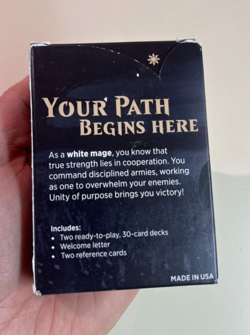 YOUR PATH
BEGINS HERE
As a white mage, you know that
true strength lies in cooperation. You
command disciplined armies, working
as one to overwhelm your enemies.
Unity of purpose brings you victory!
Includes:
• Two ready-to-play, 30-card decks
• Welcome letter
• Two reference cards
MADE IN USA